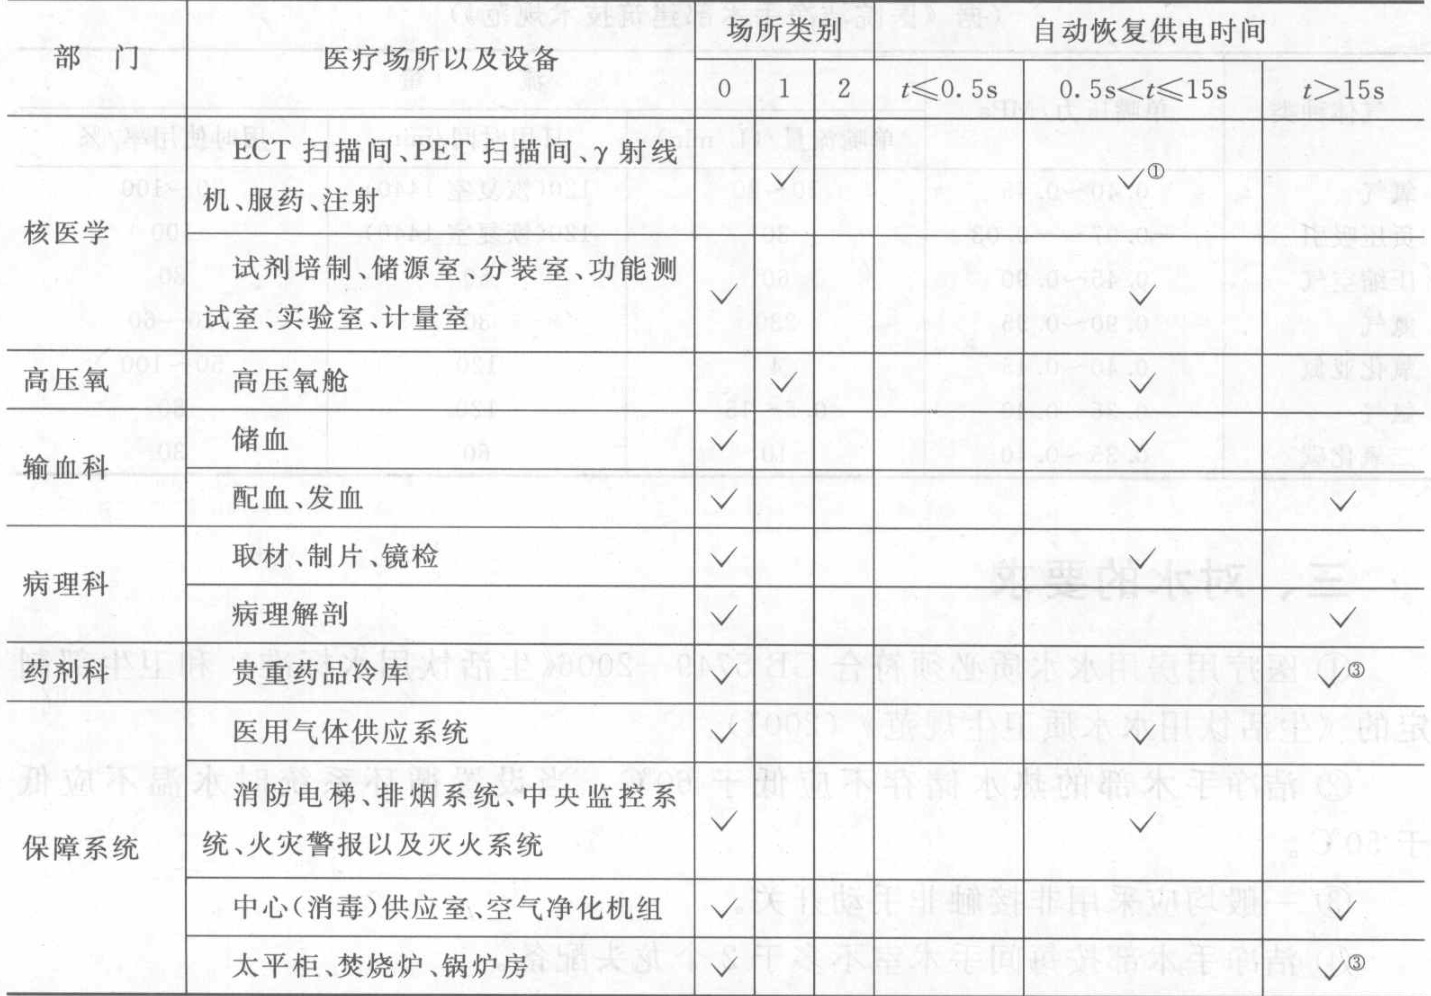 部 门 医疗场所以及设备 场所类别 自动恢复供电时间
0 1 2 t≤0.5s 0.5s<t≤15s t>15s
核医学
ECT 扫描间、PET 扫描间、γ 射线
机、服药、注射 ✓ ✓①
试剂培制、储源室、分装室、功能测
试室、实验室、计量室 ✓ ✓
高压氧 高压氧舱 ✓ ✓
输血科
储血 ✓ ✓
配血、发血 ✓ ✓
病理科
取材、制片、镜检 ✓ ✓
病理解剖 ✓ ✓
药剂科 贵重药品冷库 ✓ ✓③
保障系统
医用气体供应系统 ✓ ✓
消防电梯、排烟系统、中央监控系
统、火灾警报以及灭火系统 ✓ ✓
中心(消毒)供应室、空气净化机组 ✓ ✓
太平柜、焚烧炉、锅炉房 ✓ ✓③